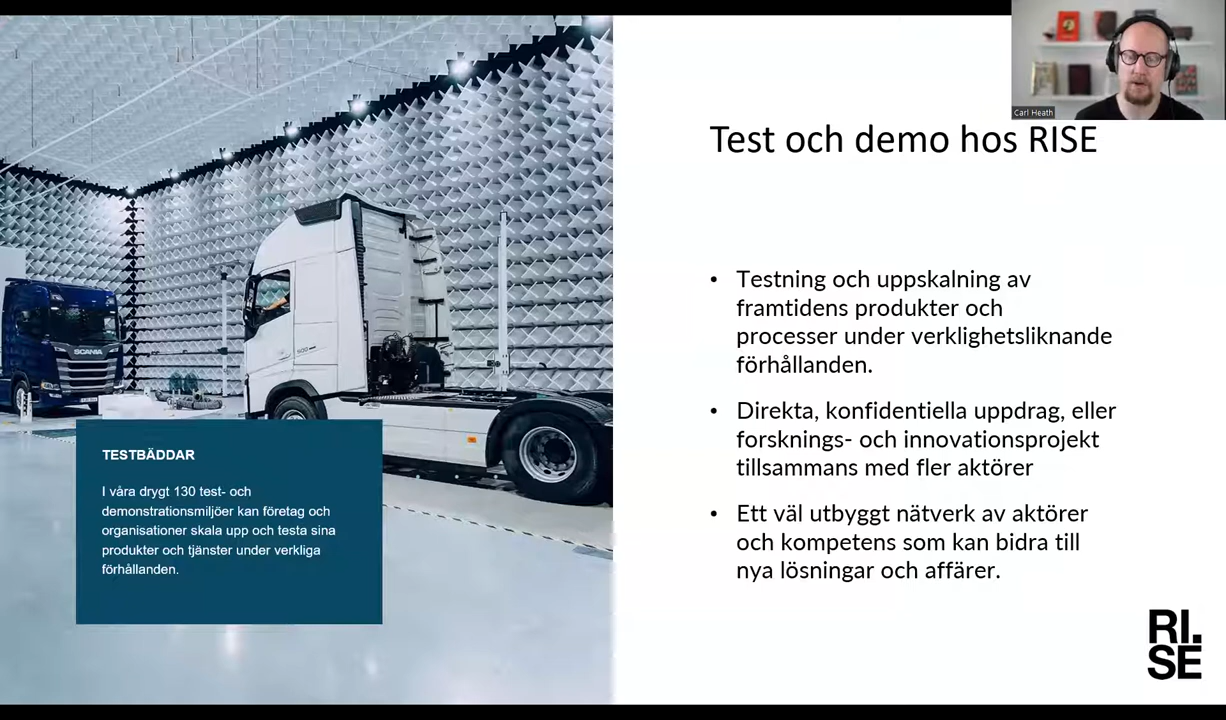 Carl Heath
Test och demo hos RISE
SCANIA
500
TESTBÄDDAR
I våra drygt 130 test- och
demonstrationsmiljöer kan företag och
organisationer skala upp och testa sina
produkter och tjänster under verkliga
förhållanden.
• Testning och uppskalning av
framtidens produkter och
processer under verklighetsliknande
förhållanden.
• Direkta, konfidentiella uppdrag, eller
forsknings- och innovationsprojekt
tillsammans med fler aktörer
• Ett väl utbyggt nätverk av aktörer
och kompetens som kan bidra till
nya lösningar och affärer.
RI.
SE